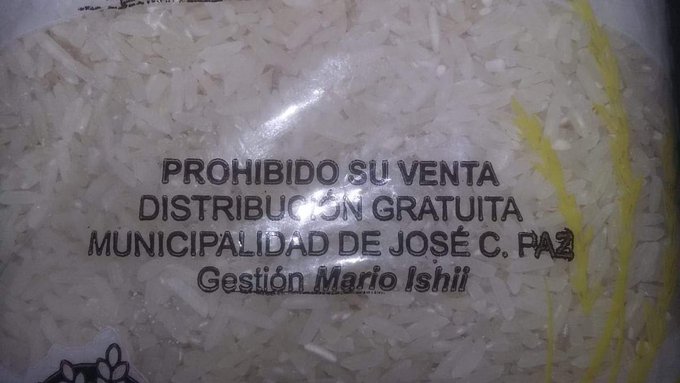 PROHIBIDO SU VENTA
DISTRIBUCIÓN GRATUITA
MUNICIPALIDAD DE JOSÉ C. PAZ
Gestión Mario Ishii